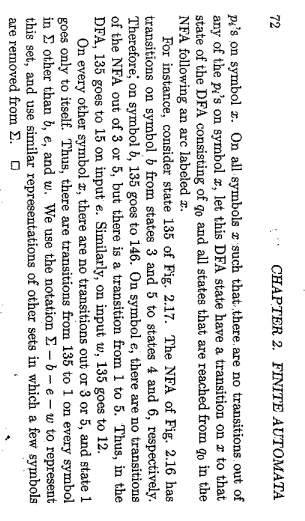 72 CHAPTER 2. FINITE AUTOMATA
pᵢ's on symbol x. On all symbols x such that there are no transitions out of
any of the pᵢ's on symbol x, let this DFA state have a transition on x to that
state of the DFA consisting of q₀ and all states that are reached from q₀ in the
NFA following an arc labeled x.
For instance, consider state 135 of Fig. 2.17. The NFA of Fig. 2.16 has
transitions on symbol b from states 3 and 5 to states 4 and 6, respectively.
Therefore, on symbol b, 135 goes to 146. On symbol e, there are no transitions
of the NFA out of 3 or 5, but there is a transition from 1 to 5. Thus, in the
DFA, 135 goes to 15 on input e. Similarly, on input w, 135 goes to 12.
On every other symbol x, there are no transitions out of 3 or 5, and state 1
goes only to itself. Thus, there are transitions from 135 to 1 on every symbol
in Σ other than b, e, and w. We use the notation Σ − b − e − w to represent
this set, and use similar representations of other sets in which a few symbols
are removed from Σ. □